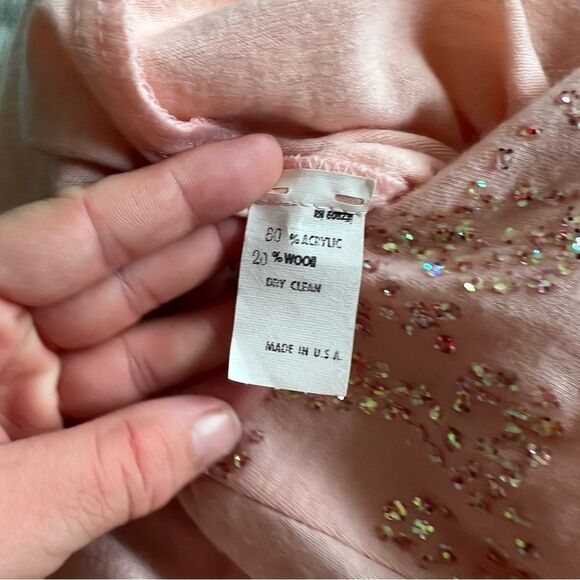 80 % ACRYLIC
20 % WOOL
DRY CLEAN
MADE IN U.S.A.